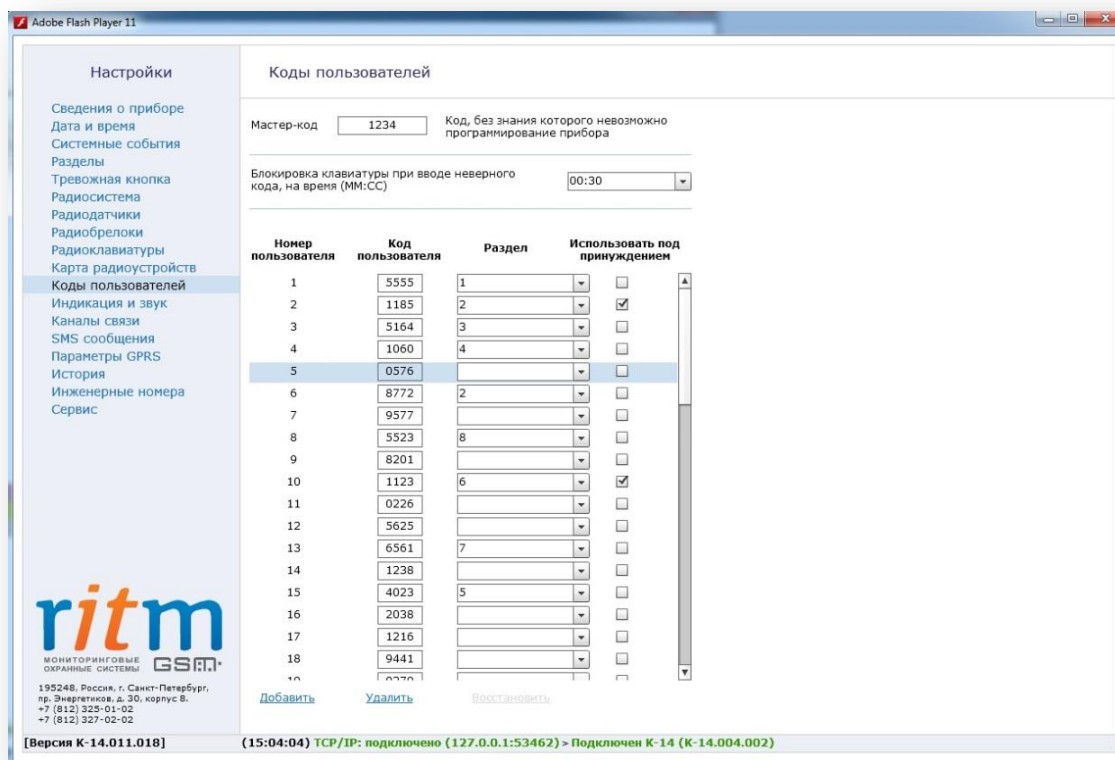 Adobe Flash Player 11
Настройки
Сведения о приборе
Дата и время
Системные события
Разделы
Тревожная кнопка
Радиосистема
Радиодатчики
Радиобрелоки
Радиоклавиатуры
Карта радиоустройств
Коды пользователей
Индикация и звук
Каналы связи
SMS сообщения
Параметры GPRS
История
Инженерные номера
Сервис
ritm
МОНИТОРИНГОВЫЕ
ОХРАННЫЕ СИСТЕМЫ
GSM
195248, Россия, г. Санкт-Петербург,
пр. Энергетиков, д. 30, корпус 8.
+7 (812) 325-01-02
+7 (812) 327-02-02
Коды пользователей
Мастер-код 1234 Код, без знания которого невозможно
программирование прибора
Блокировка клавиатуры при вводе неверного
кода, на время (ММ:СС) 00:30
Номер пользователя Код пользователя Раздел Использовать под принуждением
1 5555 1
2 1185 2
3 5164 3
4 1060 4
5 0576
6 8772 2
7 9577
8 5523 8
9 8201
10 1123 6
11 0226
12 5625
13 6561 7
14 1238
15 4023 5
16 2038
17 1216
18 9441
Добавить Удалить Восстановить
[Версия K-14.011.018] (15:04:04) TCP/IP: подключено (127.0.0.1:53462) > Подключен K-14 (K-14.004.002)